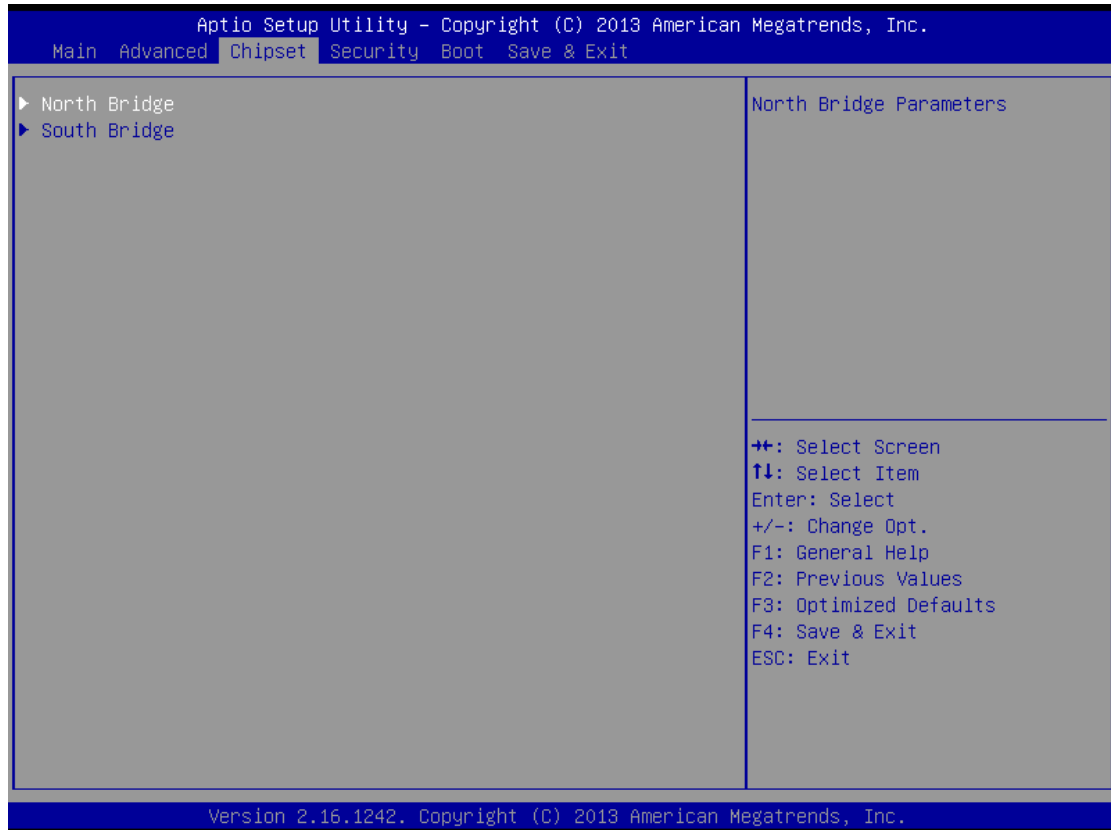 Aptio Setup Utility – Copyright (C) 2013 American Megatrends, Inc.
Main Advanced Chipset Security Boot Save & Exit
▶ North Bridge
▶ South Bridge
North Bridge Parameters
→←: Select Screen
↑↓: Select Item
Enter: Select
+/-: Change Opt.
F1: General Help
F2: Previous Values
F3: Optimized Defaults
F4: Save & Exit
ESC: Exit
Version 2.16.1242. Copyright (C) 2013 American Megatrends, Inc.